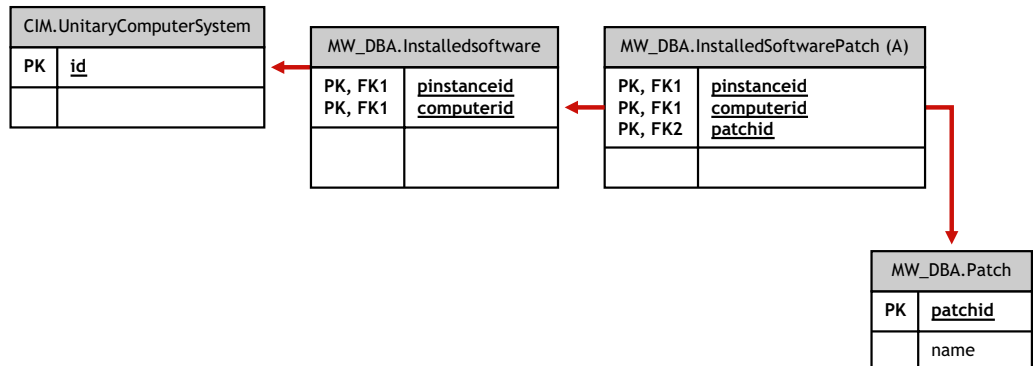 CIM.UnitaryComputerSystem
PK id
MW_DBA.Installedsoftware
PK, FK1 pinstanceid
PK, FK1 computerid
MW_DBA.InstalledSoftwarePatch (A)
PK, FK1 pinstanceid
PK, FK1 computerid
PK, FK2 patchid
MW_DBA.Patch
PK patchid
name